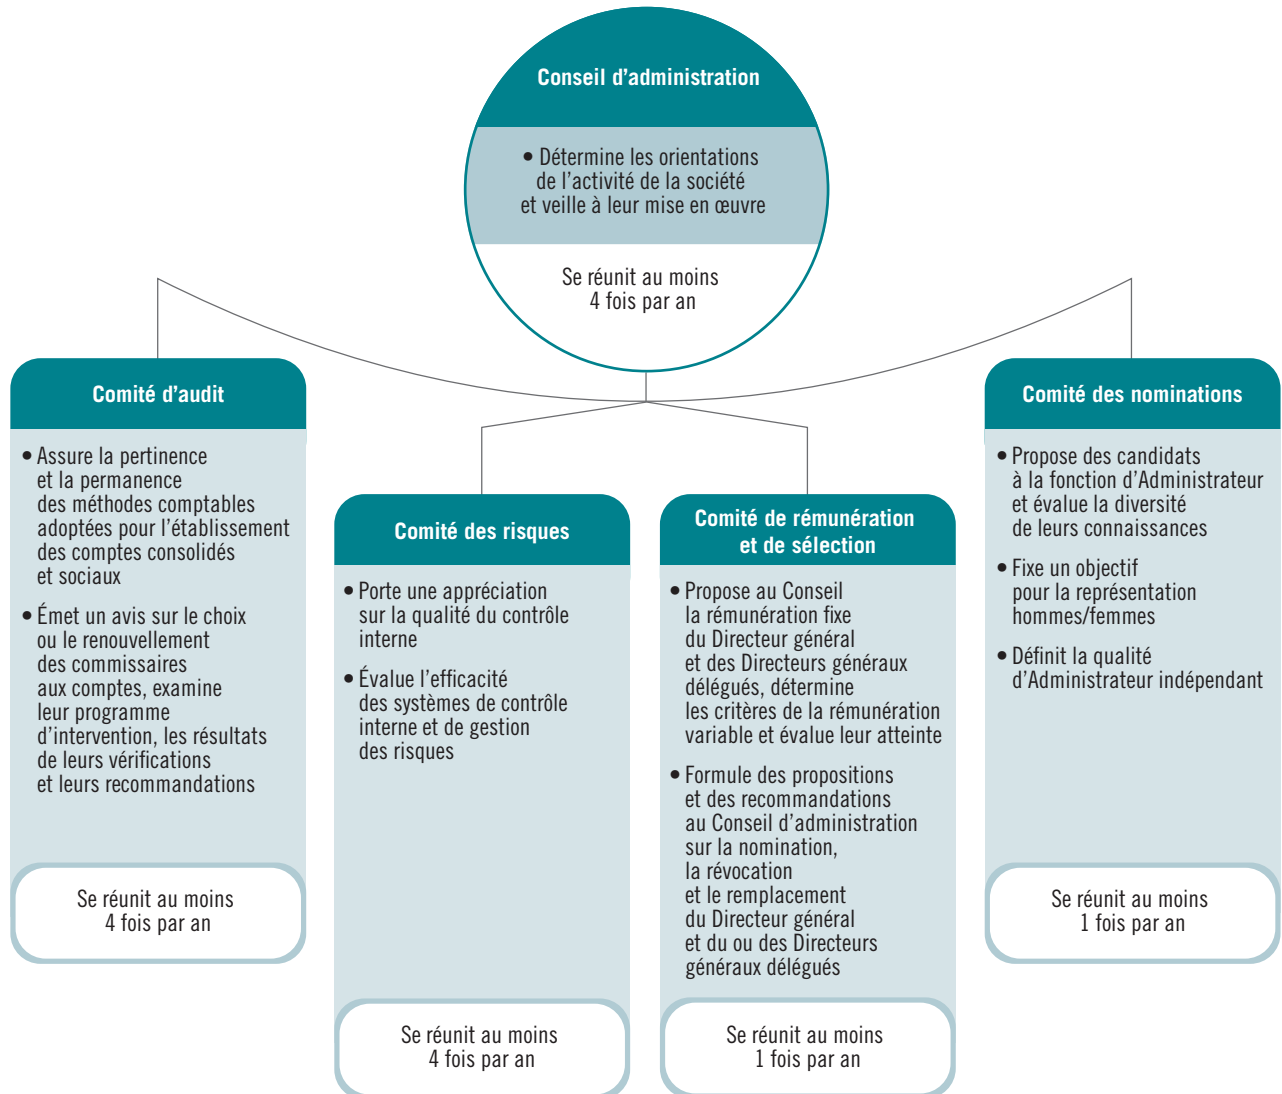 Conseil d'administration
• Détermine les orientations
de l'activité de la société
et veille à leur mise en œuvre
Se réunit au moins
4 fois par an
Comité d'audit
• Assure la pertinence
et la permanence
des méthodes comptables
adoptées pour l'établissement
des comptes consolidés
et sociaux
• Émet un avis sur le choix
ou le renouvellement
des commissaires
aux comptes, examine
leur programme
d'intervention, les résultats
de leurs vérifications
et leurs recommandations
Se réunit au moins
4 fois par an
Comité des risques
• Porte une appréciation
sur la qualité du contrôle
interne
• Évalue l'efficacité
des systèmes de contrôle
interne et de gestion
des risques
Se réunit au moins
4 fois par an
Comité de rémunération
et de sélection
• Propose au Conseil
la rémunération fixe
du Directeur général
et des Directeurs généraux
délégués, détermine
les critères de la rémunération
variable et évalue leur atteinte
• Formule des propositions
et des recommandations
au Conseil d'administration
sur la nomination,
la révocation
et le remplacement
du Directeur général
et du ou des Directeurs
généraux délégués
Se réunit au moins
1 fois par an
Comité des nominations
• Propose des candidats
à la fonction d'Administrateur
et évalue la diversité
de leurs connaissances
• Fixe un objectif
pour la représentation
hommes/femmes
• Définit la qualité
d'Administrateur indépendant
Se réunit au moins
1 fois par an